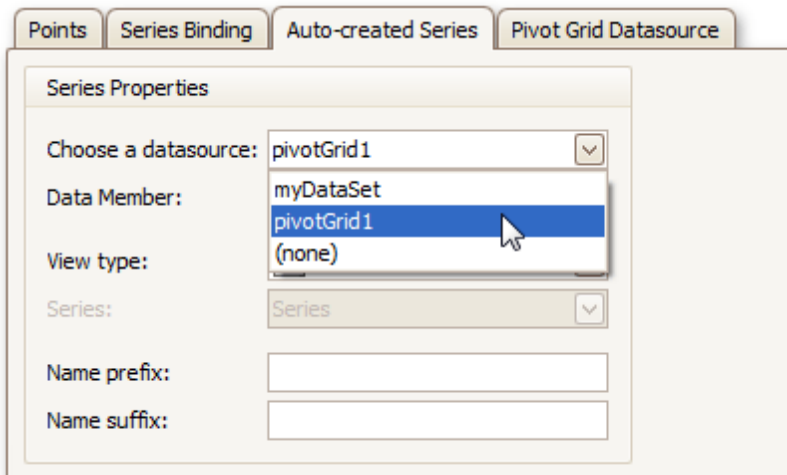 Points Series Binding Auto-created Series Pivot Grid Datasource
Series Properties
Choose a datasource: pivotGrid1
myDataSet
Data Member:
pivotGrid1
(none)
View type:
Series: Series
Name prefix:
Name suffix: